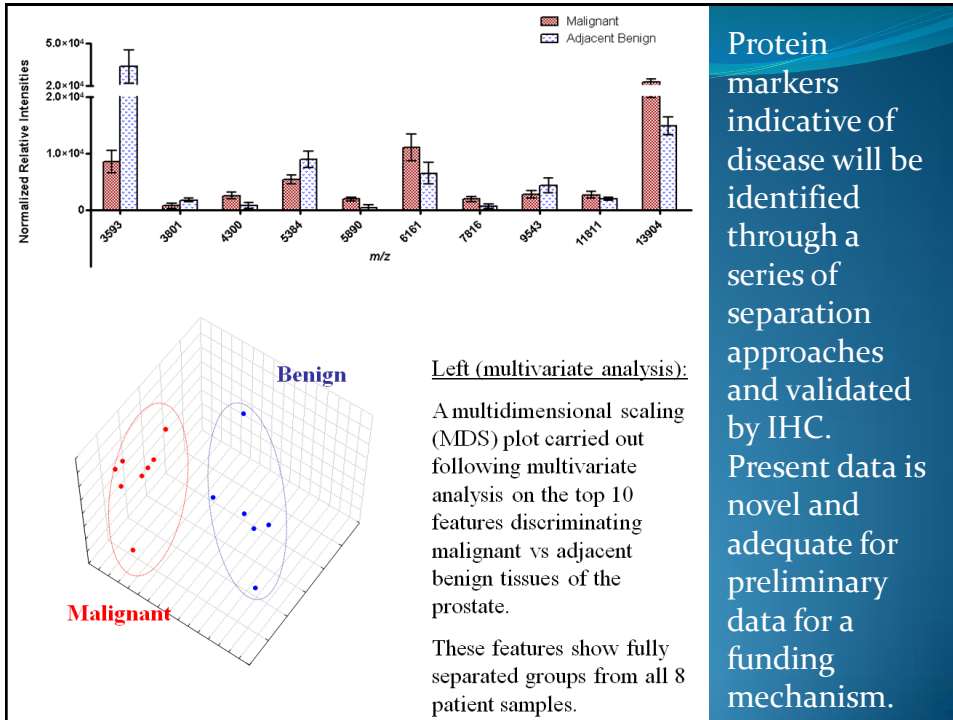 Malignant
Adjacent Benign
Normalized Relative Intensities
5.0×10⁴
2.0×10⁴
2.0×10⁴
1.0×10⁴
0
3593
3801
4300
5384
5890
6161
7816
9543
11811
13904
m/z
Benign
Malignant
Left (multivariate analysis):
A multidimensional scaling
(MDS) plot carried out
following multivariate
analysis on the top 10
features discriminating
malignant vs adjacent
benign tissues of the
prostate.
These features show fully
separated groups from all 8
patient samples.
Protein
markers
indicative of
disease will be
identified
through a
series of
separation
approaches
and validated
by IHC.
Present data is
novel and
adequate for
preliminary
data for a
funding
mechanism.